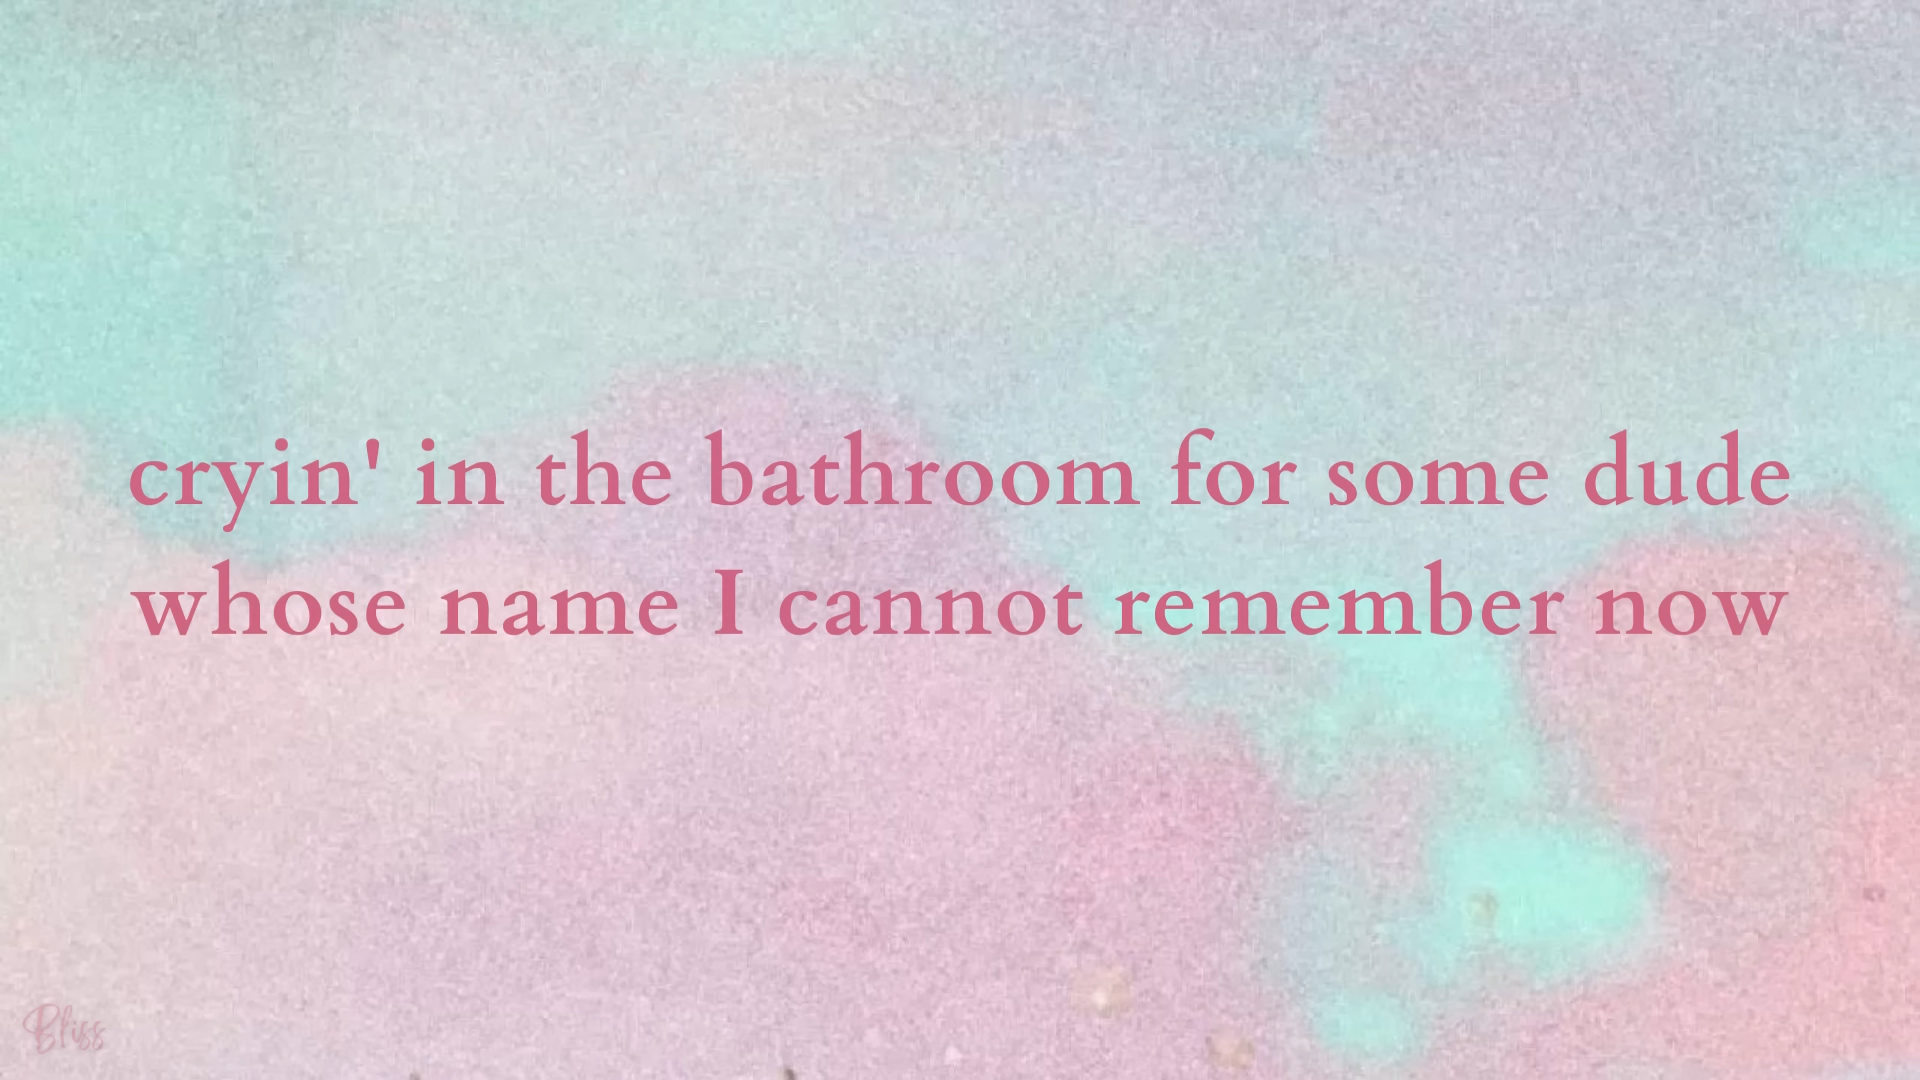 cryin' in the bathroom for some dude
whose name I cannot remember now
Bliss